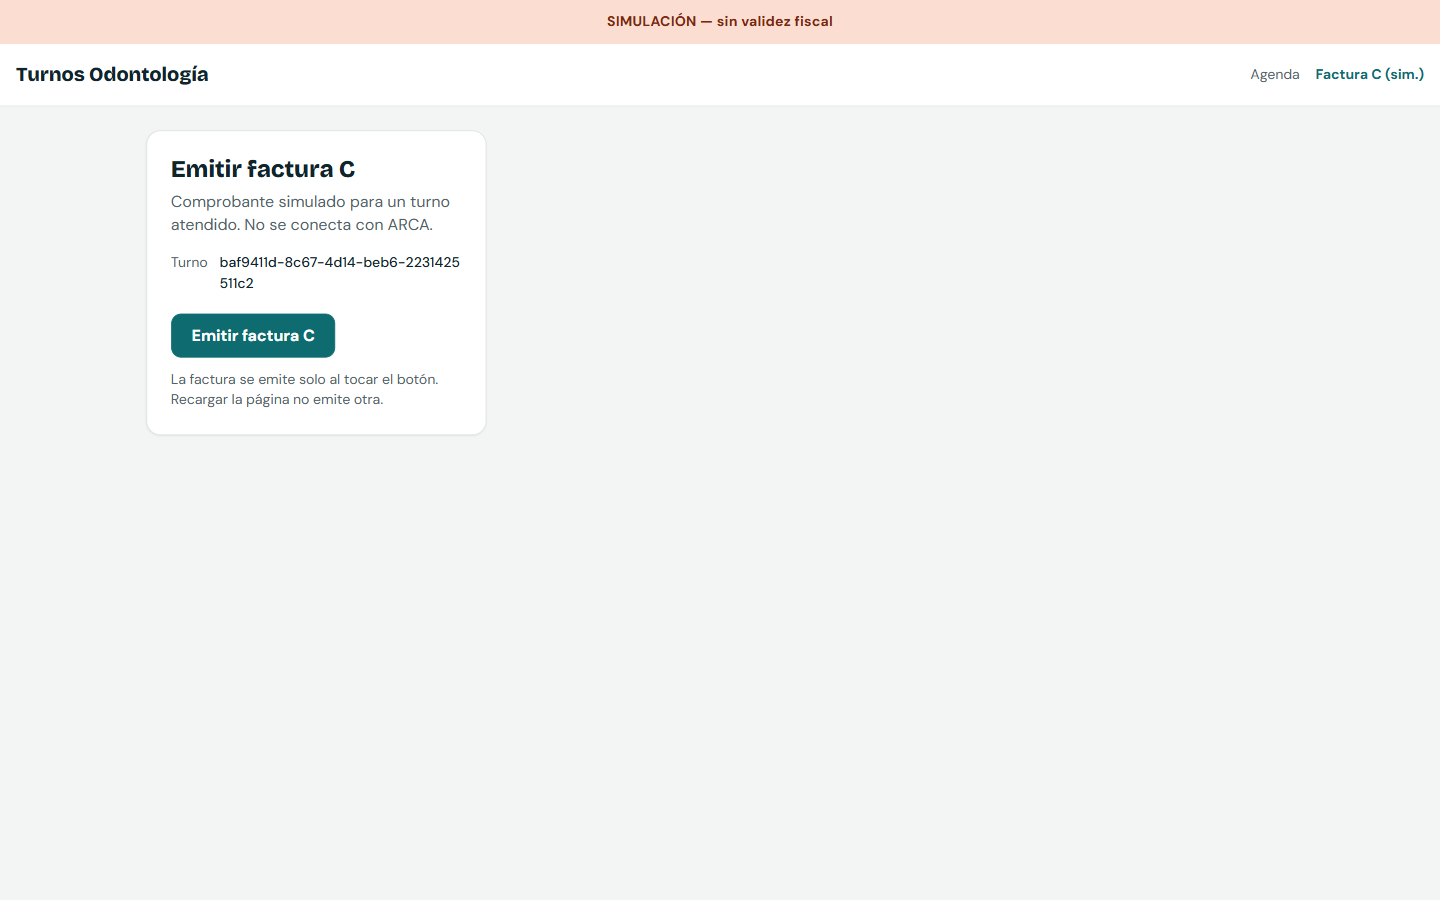 SIMULACIÓN — sin validez fiscal
Turnos Odontología
Agenda
Factura C (sim.)
Emitir factura C
Comprobante simulado para un turno
atendido. No se conecta con ARCA.
Turno baf9411d-8c67-4d14-beb6-2231425
511c2
Emitir factura C
La factura se emite solo al tocar el botón.
Recargar la página no emite otra.